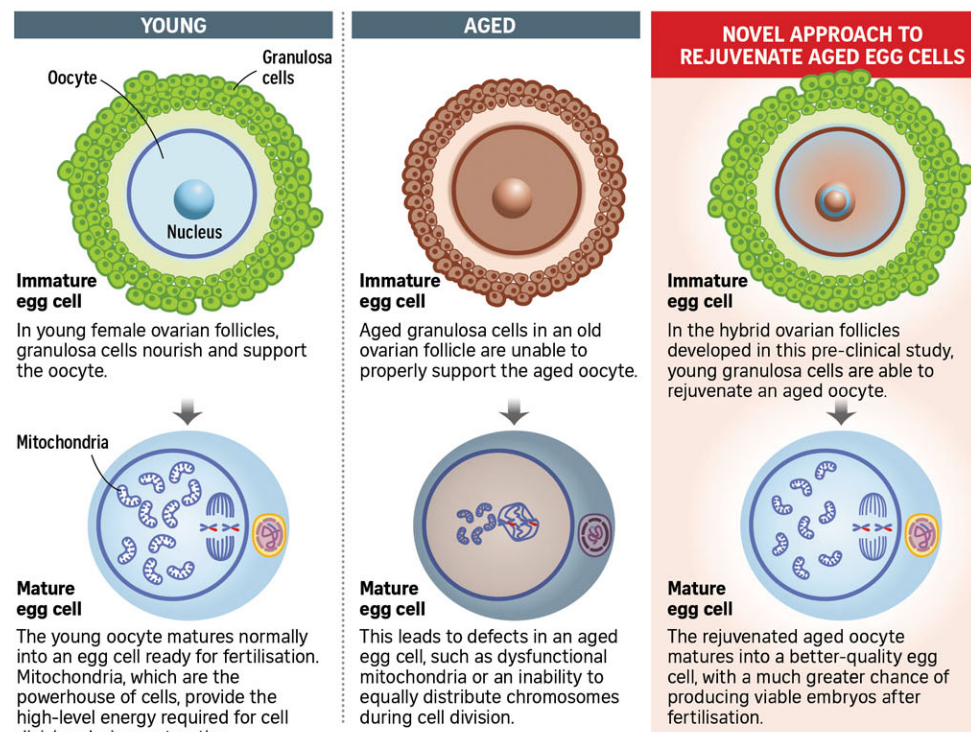 YOUNG
Oocyte
Granulosa
cells
Nucleus
Immature
egg cell
In young female ovarian follicles,
granulosa cells nourish and support
the oocyte.
Mitochondria
Mature
egg cell
The young oocyte matures normally
into an egg cell ready for fertilisation.
Mitochondria, which are the
powerhouse of cells, provide the
high-level energy required for cell
AGED
Immature
egg cell
Aged granulosa cells in an old
ovarian follicle are unable to
properly support the aged oocyte.
Mature
egg cell
This leads to defects in an aged
egg cell, such as dysfunctional
mitochondria or an inability to
equally distribute chromosomes
during cell division.
NOVEL APPROACH TO
REJUVENATE AGED EGG CELLS
Immature
egg cell
In the hybrid ovarian follicles
developed in this pre-clinical study,
young granulosa cells are able to
rejuvenate an aged oocyte.
Mature
egg cell
The rejuvenated aged oocyte
matures into a better-quality egg
cell, with a much greater chance of
producing viable embryos after
fertilisation.